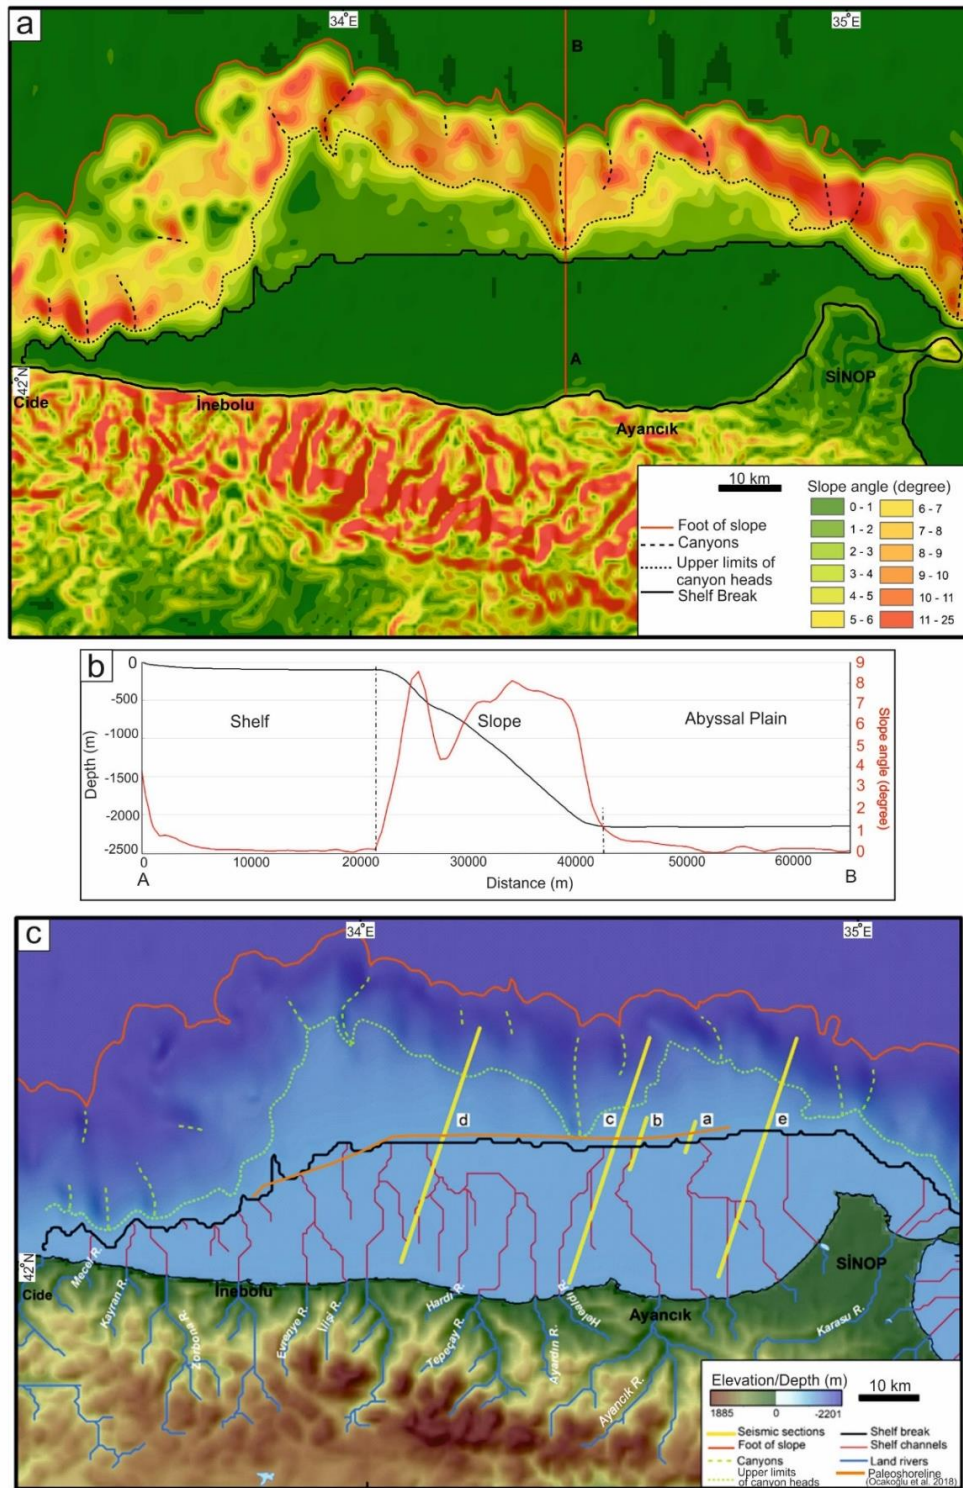 a
34°E
35°E
B
A
42°N
Cide
İnebolu
Ayancık
SİNOP
10 km
Foot of slope
Canyons
Upper limits of
canyon heads
Shelf Break
Slope angle (degree)
0 - 1
1 - 2
2 - 3
3 - 4
4 - 5
5 - 6
6 - 7
7 - 8
8 - 9
9 - 10
10 - 11
11 - 25
b
0
-500
-1000
-1500
-2000
-2500
Depth (m)
Shelf
Slope
Abyssal Plain
9
8
7
6
5
4
3
2
1
0
Slope angle (degree)
0
10000
20000
30000
40000
50000
60000
A
Distance (m)
B
c
34°E
35°E
d
c
b
a
e
42°N
Cide
İnebolu
Ayancık
SİNOP
Mecel R.
Kayran R.
Zorbona R.
Evrenye R.
İlişi R.
Hardı R.
Tepeçay R.
Ayardın R.
Helealdı R.
Ayancık R.
Karasu R.
Elevation/Depth (m)
1885
0
-2201
10 km
Seismic sections
Foot of slope
Canyons
Upper limits
of canyon heads
Shelf break
Shelf channels
Land rivers
Paleoshoreline
(Ocakoğlu et al. 2018)